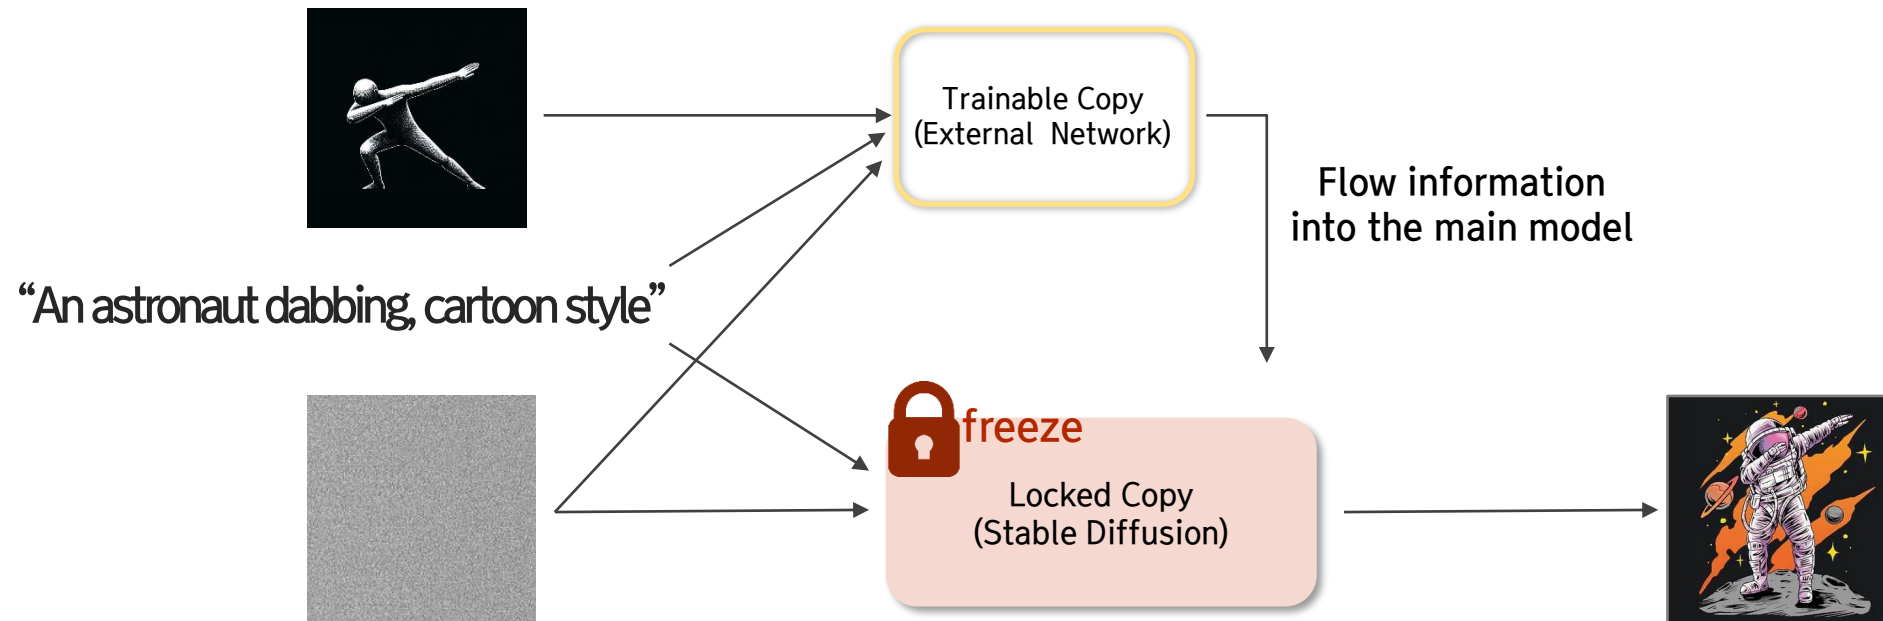 Trainable Copy
(External Network)
Flow information
into the main model
“An astronaut dabbing, cartoon style”
freeze
Locked Copy
(Stable Diffusion)